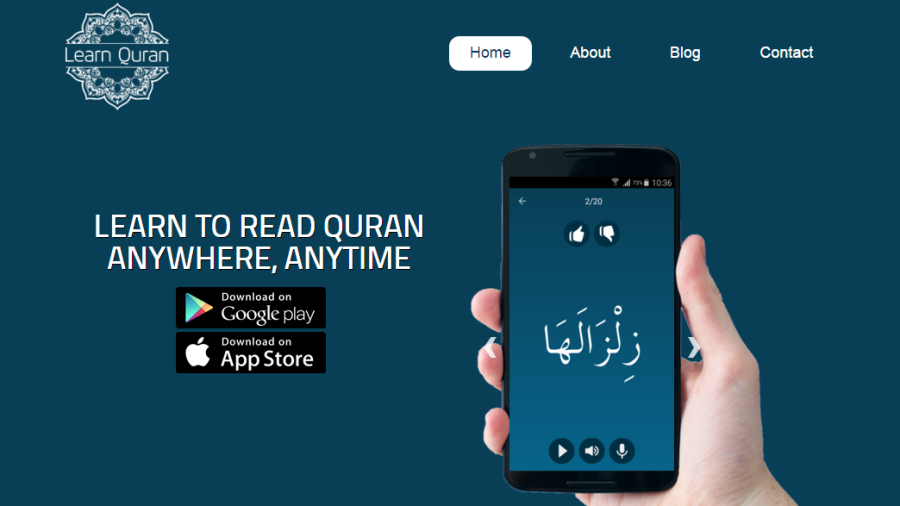 Learn Quran
Home
About
Blog
Contact
LEARN TO READ QURAN
ANYWHERE, ANYTIME
Download on
Google play
Download on
App Store
73% 10:36
2/20
زِلْزَالَهَا